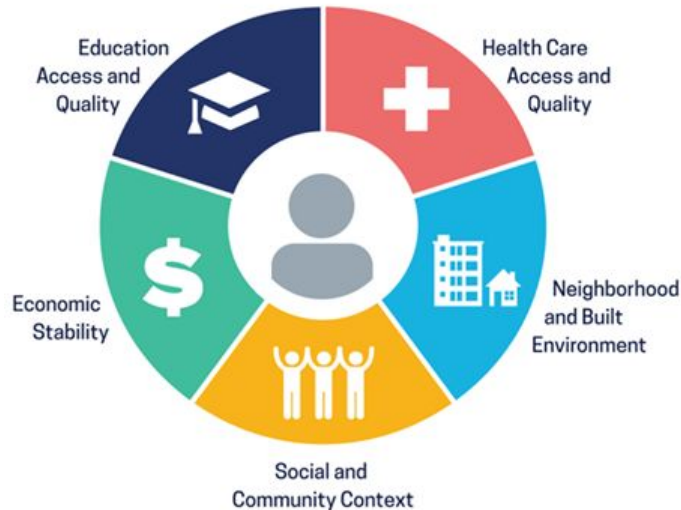 Education
Access and
Quality
Health Care
Access and
Quality
Economic
Stability
Neighborhood
and Built
Environment
Social and
Community Context
$